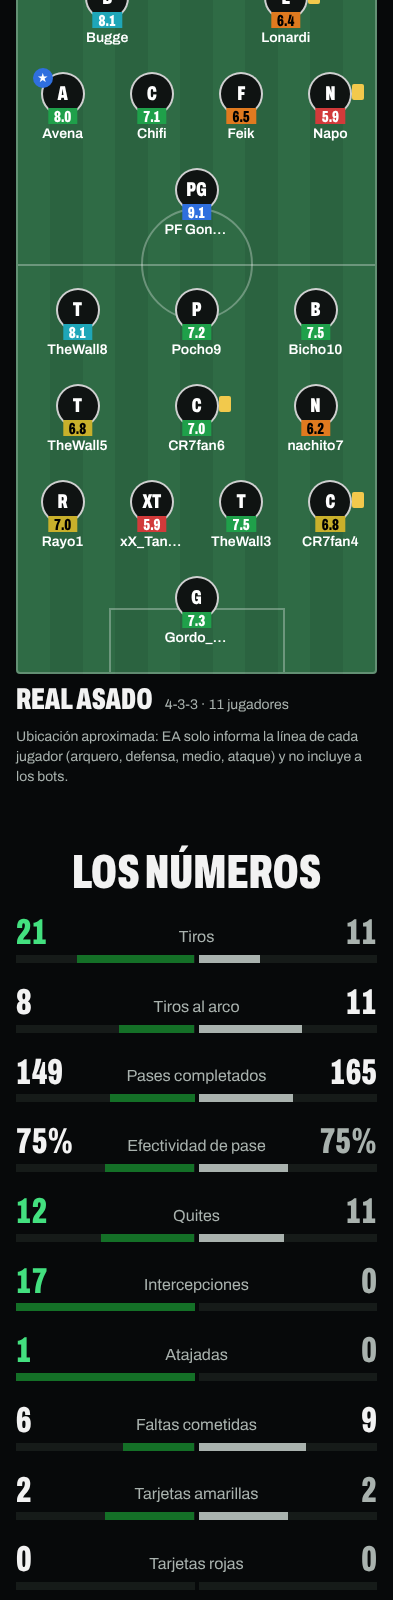 8.1 6.4
Bugge Lonardi
A C F N
8.0 7.1 6.5 5.9
Avena Chifi Feik Napo
PG
9.1
PF Gon...
T P B
8.1 7.2 7.5
TheWall8 Pocho9 Bicho10
T C N
6.8 7.0 6.2
TheWall5 CR7fan6 nachito7
R XT T C
7.0 5.9 7.5 6.8
Rayo1 xX_Tan... TheWall3 CR7fan4
G
7.3
Gordo_...
REAL ASADO 4-3-3 · 11 jugadores
Ubicación aproximada: EA solo informa la línea de cada
jugador (arquero, defensa, medio, ataque) y no incluye a
los bots.
LOS NÚMEROS
21 Tiros 11
8 Tiros al arco 11
149 Pases completados 165
75% Efectividad de pase 75%
12 Quites 11
17 Intercepciones 0
1 Atajadas 0
6 Faltas cometidas 9
2 Tarjetas amarillas 2
0 Tarjetas rojas 0